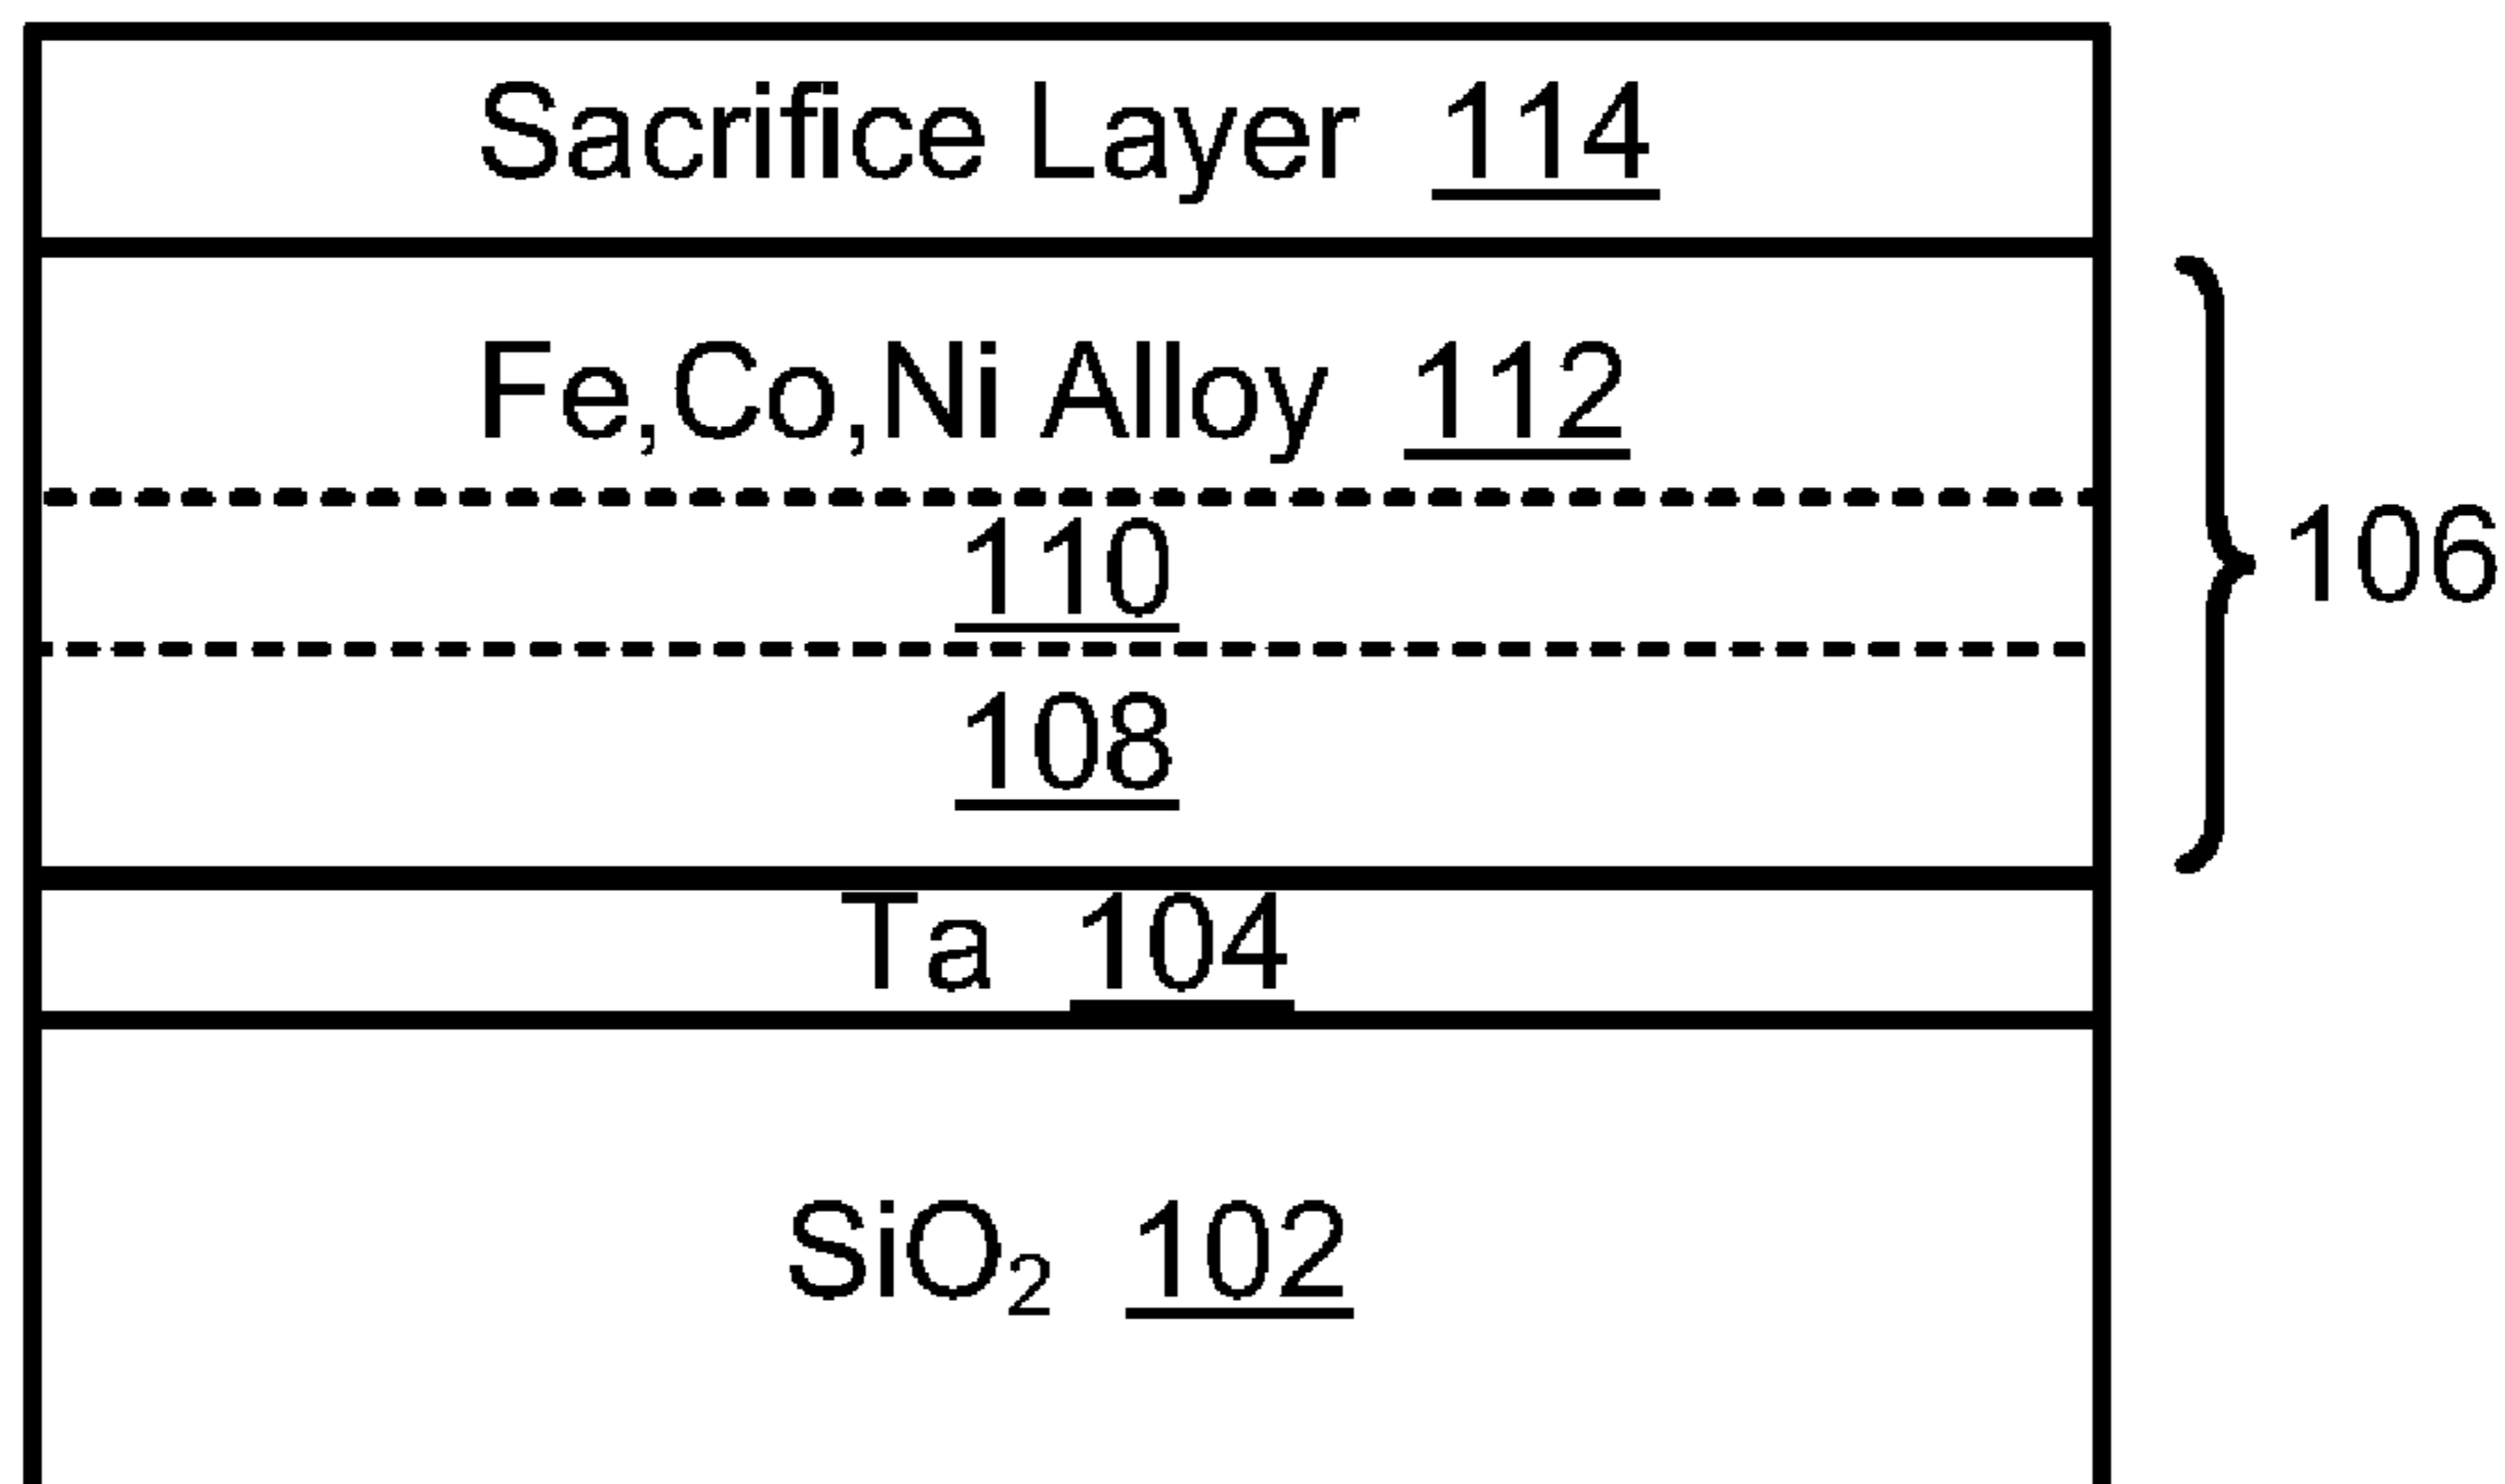 Sacrifice Layer 114
Fe,Co,Ni Alloy 112
110
106
108
Ta 104
SiO₂ 102